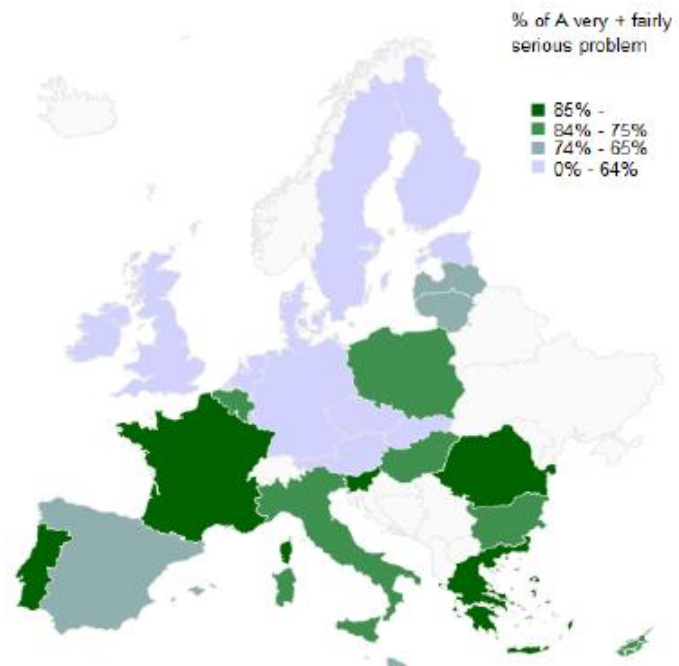 % of A very + fairly
serious problem
85% -
84% - 75%
74% - 65%
0% - 64%